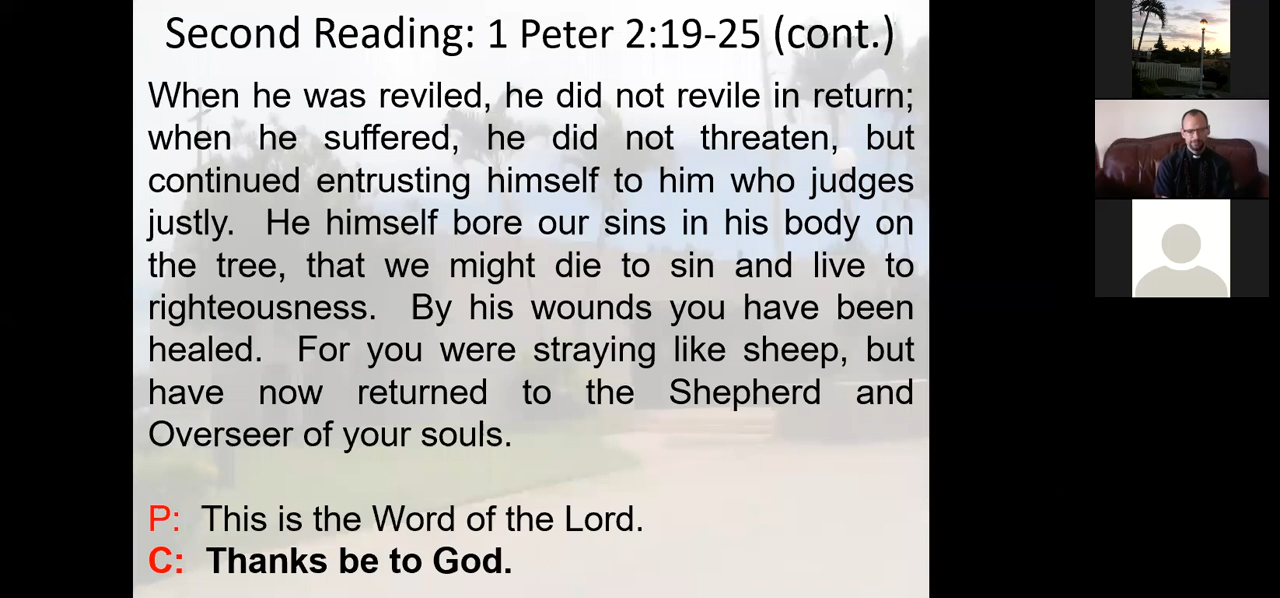 Second Reading: 1 Peter 2:19-25 (cont.)
When he was reviled, he did not revile in return;
when he suffered, he did not threaten, but
continued entrusting himself to him who judges
justly. He himself bore our sins in his body on
the tree, that we might die to sin and live to
righteousness. By his wounds you have been
healed. For you were straying like sheep, but
have now returned to the Shepherd and
Overseer of your souls.
P: This is the Word of the Lord.
C: Thanks be to God.